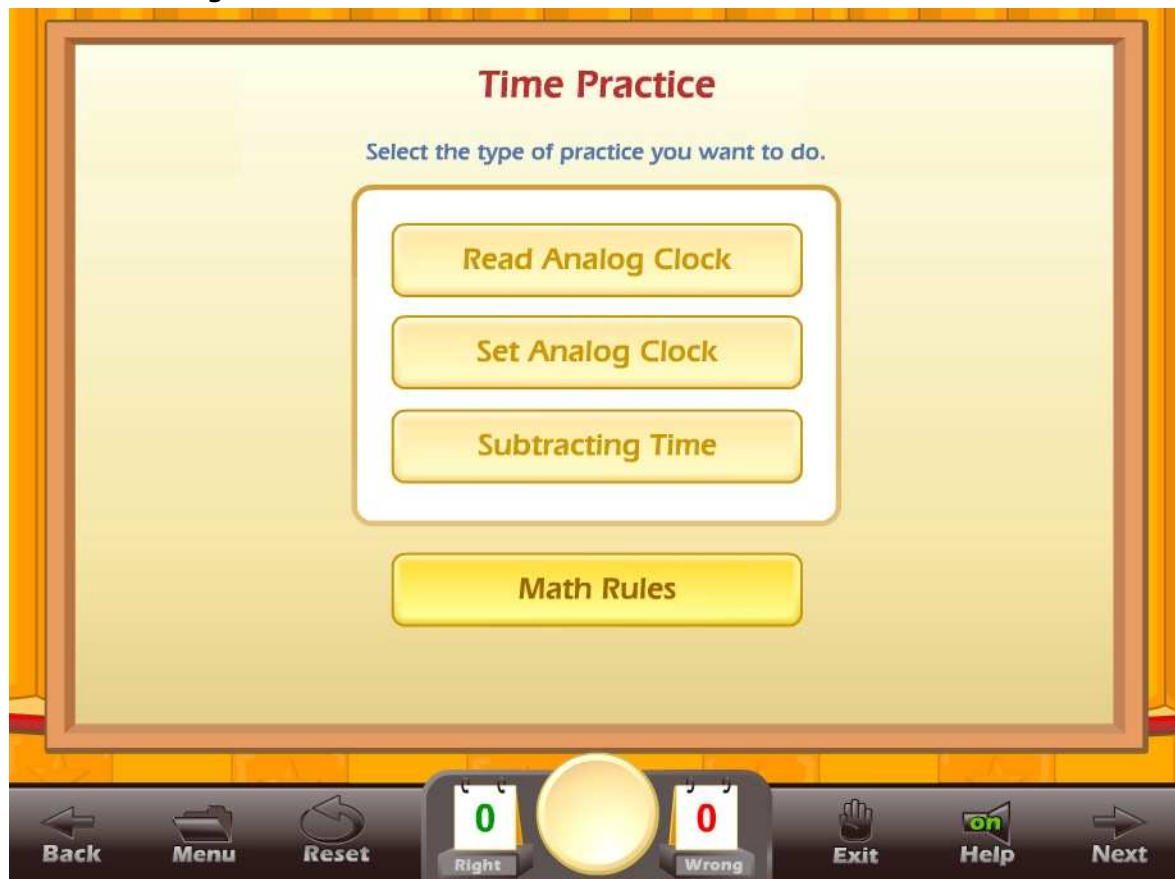 Time Practice
Select the type of practice you want to do.
Read Analog Clock
Set Analog Clock
Subtracting Time
Math Rules
0 0
Right Wrong
Back Menu Reset Exit on Help Next